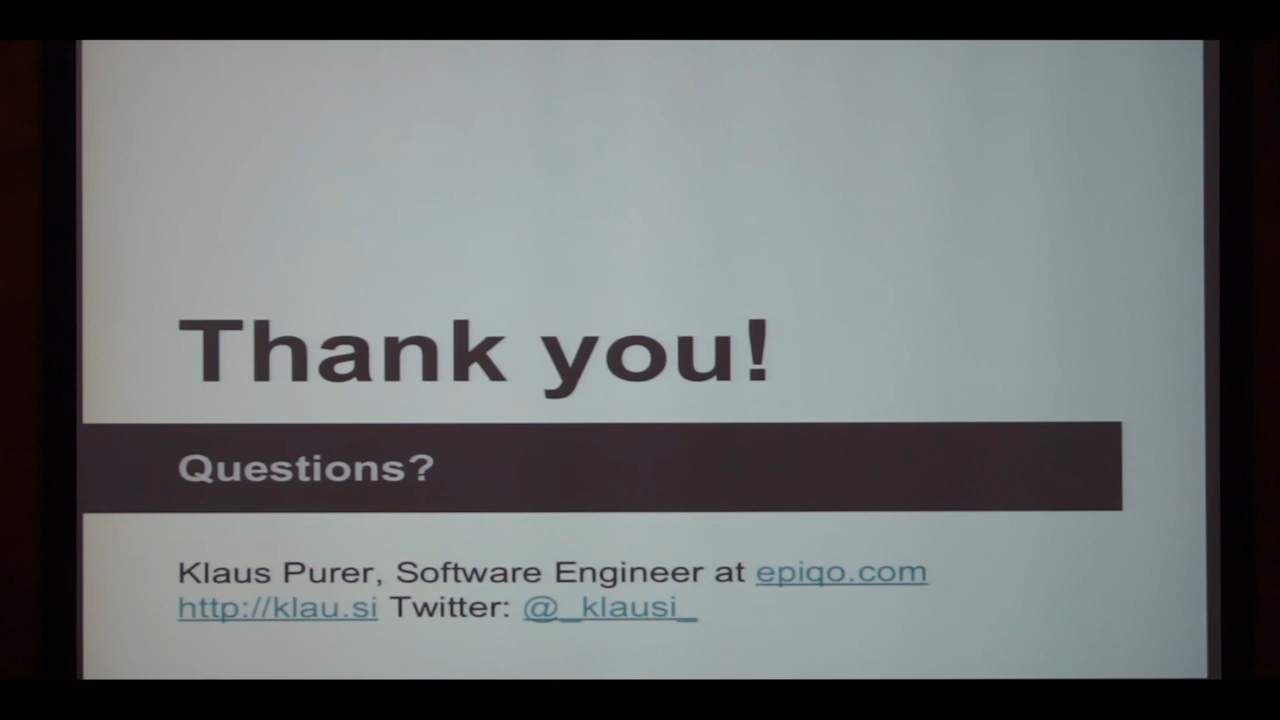 Thank you!
Questions?
Klaus Purer, Software Engineer at epiqo.com
http://klau.si Twitter: @_klausi_